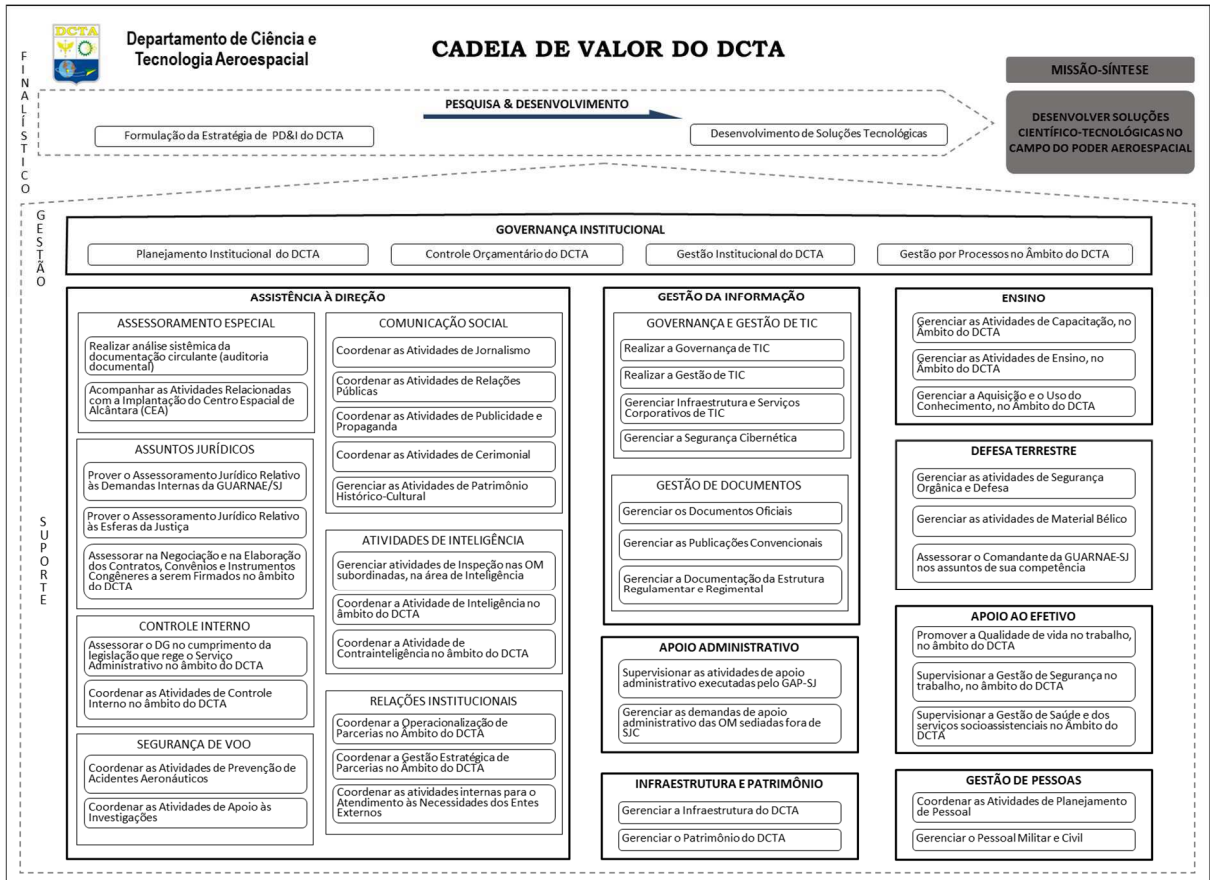 DCTA
Departamento de Ciência e
Tecnologia Aeroespacial
CADEIA DE VALOR DO DCTA
MISSÃO-SÍNTESE
DESENVOLVER SOLUÇÕES
CIENTÍFICO-TECNOLÓGICAS NO
CAMPO DO PODER AEROESPACIAL
FINALÍSTICO
PESQUISA & DESENVOLVIMENTO
Formulação da Estratégia de PD&I do DCTA
Desenvolvimento de Soluções Tecnológicas
GESTÃO
GOVERNANÇA INSTITUCIONAL
Planejamento Institucional do DCTA
Controle Orçamentário do DCTA
Gestão Institucional do DCTA
Gestão por Processos no Âmbito do DCTA
SUPORTE
ASSISTÊNCIA À DIREÇÃO
ASSESSORAMENTO ESPECIAL
Realizar análise sistêmica da
documentação circulante (auditoria
documental)
Acompanhar as Atividades Relacionadas
com a Implantação do Centro Espacial de
Alcântara (CEA)
ASSUNTOS JURÍDICOS
Prover o Assessoramento Jurídico Relativo
às Demandas Internas da GUARNAE/SJ
Prover o Assessoramento Jurídico Relativo
às Esferas da Justiça
Assessorar na Negociação e na Elaboração
dos Contratos, Convênios e Instrumentos
Congêneres a serem Firmados no âmbito
do DCTA
CONTROLE INTERNO
Assessorar o DG no cumprimento da
legislação que rege o Serviço
Administrativo no âmbito do DCTA
Coordenar as Atividades de Controle
Interno no âmbito do DCTA
SEGURANÇA DE VOO
Coordenar as Atividades de Prevenção de
Acidentes Aeronáuticos
Coordenar as Atividades de Apoio às
Investigações
COMUNICAÇÃO SOCIAL
Coordenar as Atividades de Jornalismo
Coordenar as Atividades de Relações
Públicas
Coordenar as Atividades de Publicidade e
Propaganda
Coordenar as Atividades de Cerimonial
Gerenciar as Atividades de Patrimônio
Histórico-Cultural
ATIVIDADES DE INTELIGÊNCIA
Gerenciar atividades de Inspeção nas OM
subordinadas, na área de Inteligência
Coordenar a Atividade de Inteligência no
âmbito do DCTA
Coordenar a Atividade de
Contrainteligência no âmbito do DCTA
RELAÇÕES INSTITUCIONAIS
Coordenar a Operacionalização de
Parcerias no Âmbito do DCTA
Coordenar a Gestão Estratégica de
Parcerias no Âmbito do DCTA
Coordenar as atividades internas para o
Atendimento às Necessidades dos Entes
Externos
GESTÃO DA INFORMAÇÃO
GOVERNANÇA E GESTÃO DE TIC
Realizar a Governança de TIC
Realizar a Gestão de TIC
Gerenciar Infraestrutura e Serviços
Corporativos de TIC
Gerenciar a Segurança Cibernética
GESTÃO DE DOCUMENTOS
Gerenciar os Documentos Oficiais
Gerenciar as Publicações Convencionais
Gerenciar a Documentação da Estrutura
Regulamentar e Regimental
APOIO ADMINISTRATIVO
Supervisionar as atividades de apoio
administrativo executadas pelo GAP-SJ
Gerenciar as demandas de apoio
administrativo das OM sediadas fora de
SJC
INFRAESTRUTURA E PATRIMÔNIO
Gerenciar a Infraestrutura do DCTA
Gerenciar o Patrimônio do DCTA
ENSINO
Gerenciar as Atividades de Capacitação, no
Âmbito do DCTA
Gerenciar as Atividades de Ensino, no
Âmbito do DCTA
Gerenciar a Aquisição e o Uso do
Conhecimento, no Âmbito do DCTA
DEFESA TERRESTRE
Gerenciar as atividades de Segurança
Orgânica e Defesa
Gerenciar as atividades de Material Bélico
Assessorar o Comandante da GUARNAE-SJ
nos assuntos de sua competência
APOIO AO EFETIVO
Promover a Qualidade de vida no trabalho,
no âmbito do DCTA
Supervisionar a Gestão de Segurança no
trabalho, no âmbito do DCTA
Supervisionar a Gestão de Saúde e dos
serviços socioassistenciais no Âmbito do
DCTA
GESTÃO DE PESSOAS
Coordenar as Atividades de Planejamento
de Pessoal
Gerenciar o Pessoal Militar e Civil